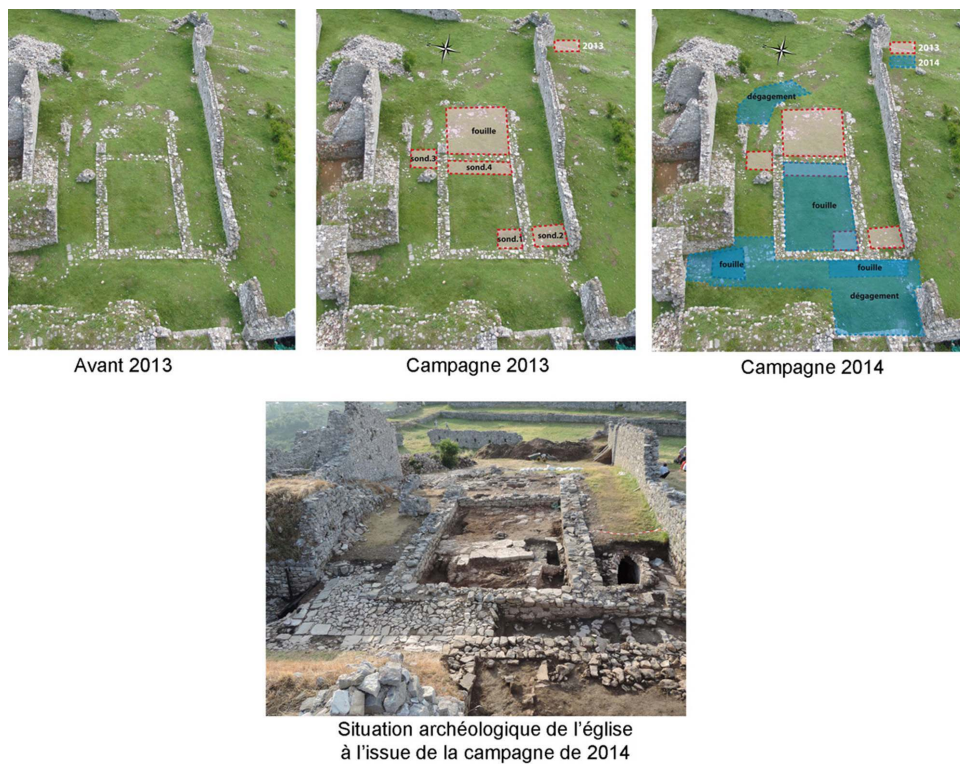 2013
fouille
sond.3
sond.4
sond.1
sond.2
2013
2014
dégagement
fouille
fouille
fouille
dégagement
Avant 2013
Campagne 2013
Campagne 2014
Situation archéologique de l'église
à l'issue de la campagne de 2014